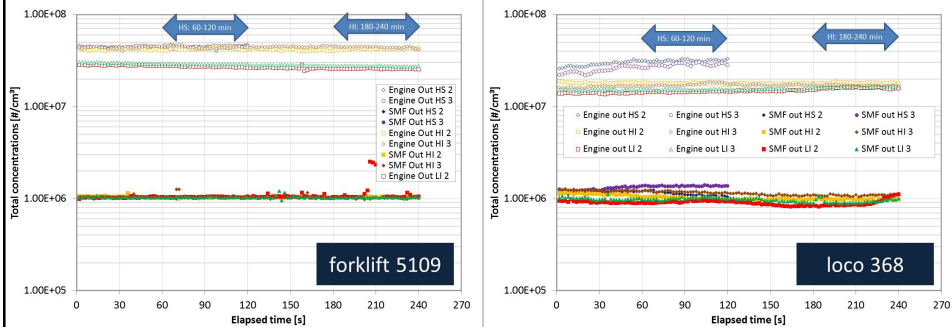 1.00E+08
HS: 60-120 min
HI: 180-240 min
1.00E+07
Engine Out HS 2
Engine Out HS 3
SMF Out HS 2
SMF Out HS 3
Engine Out HI 2
Engine Out HI 3
SMF Out HI 2
SMF Out HI 3
Engine Out LI 2
1.00E+06
forklift 5109
1.00E+05
0 30 60 90 120 150 180 210 240 270
Elapsed time [s]
Total concentrations [#/cm³]
1.00E+08
HS: 60-120 min
HI: 180-240 min
1.00E+07
Engine out HS 2 Engine out HS 3 SMF out HS 2 SMF out HS 3
Engine out HI 2 Engine out HI 3 SMF out HI 2 SMF out HI 3
Engine out LI 2 Engine out LI 3 SMF out LI 2 SMF out LI 3
1.00E+06
loco 368
1.00E+05
0 30 60 90 120 150 180 210 240 270
Elapsed time [s]
Total concentrations [#/cm³]